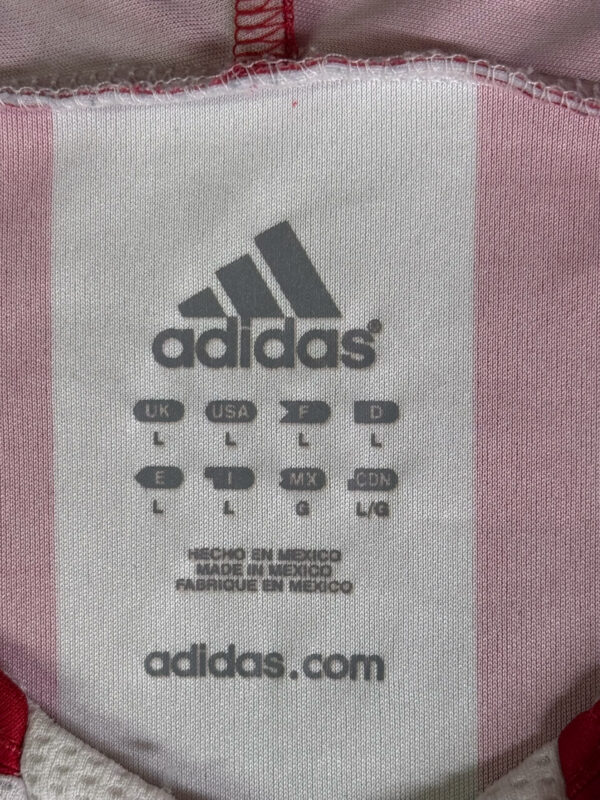 adidas®
UK USA F D
L L L L
E I MX CDN
L L G L/G
HECHO EN MEXICO
MADE IN MEXICO
FABRIQUE EN MEXICO
adidas.com